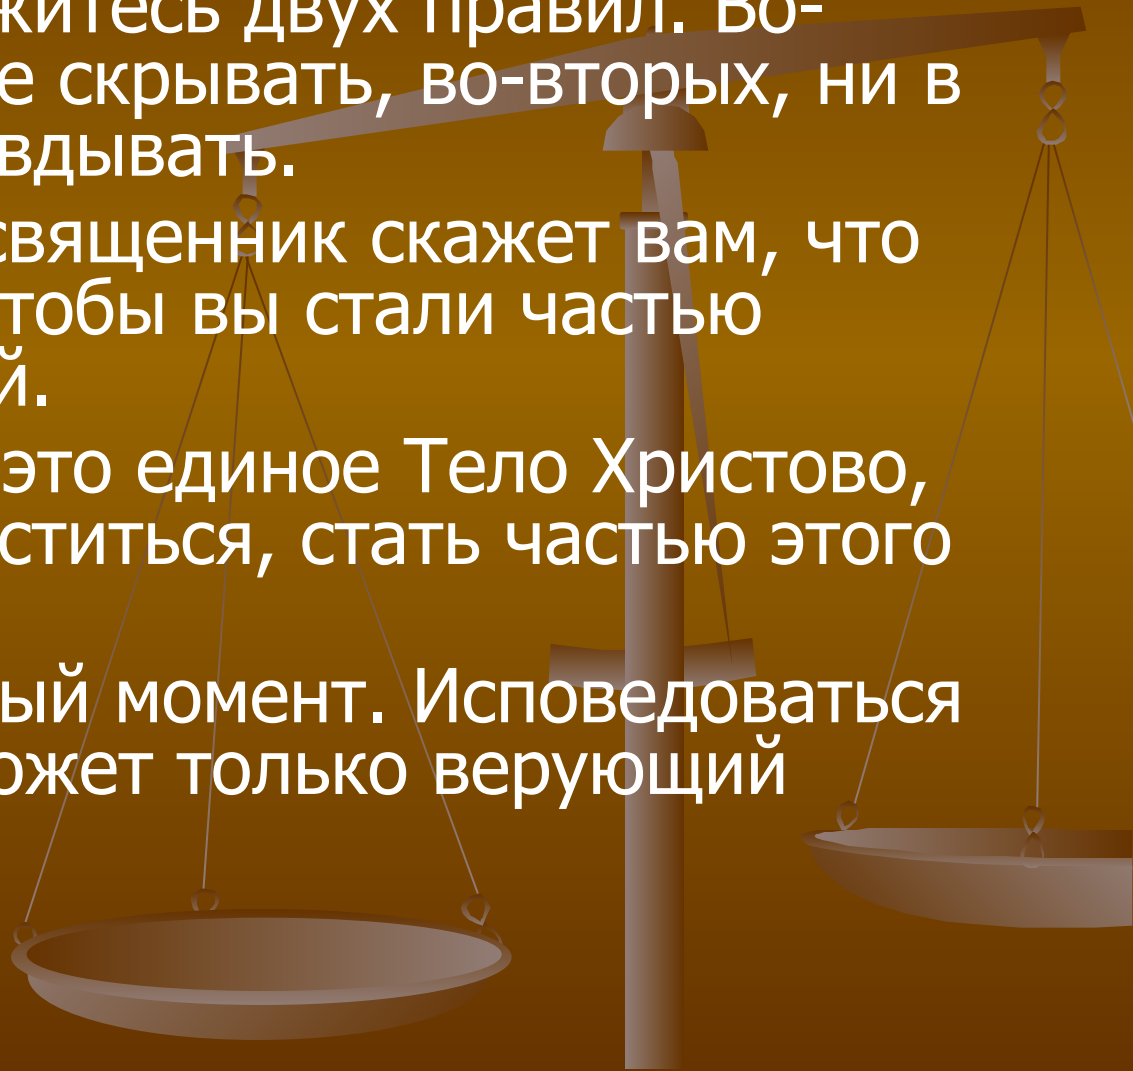 житесь двух правил. Во-
е скрывать, во-вторых, ни в
вдывать.
священник скажет вам, что
тобы вы стали частью
й.
это единое Тело Христово,
ститься, стать частью этого
ый момент. Исповедоваться
ожет только верующий